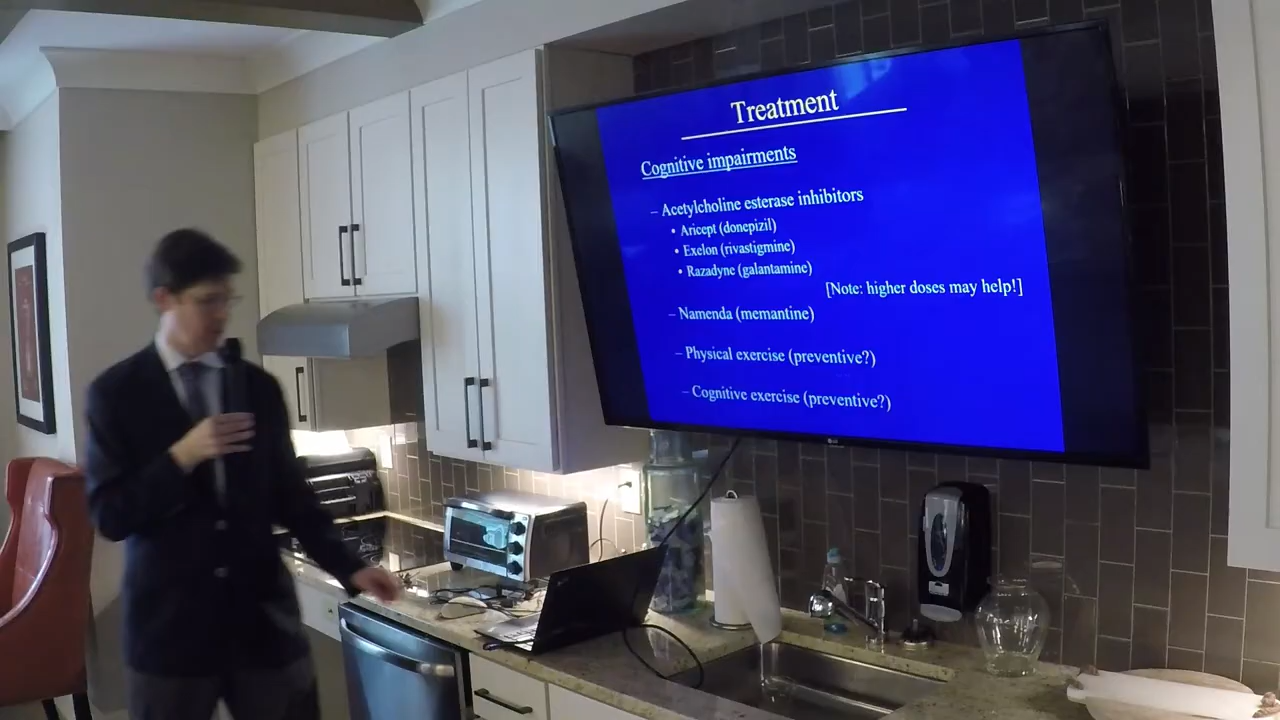 Treatment
Cognitive impairments
– Acetylcholine esterase inhibitors
• Aricept (donepizil)
• Exelon (rivastigmine)
• Razadyne (galantamine)
[Note: higher doses may help!]
– Namenda (memantine)
– Physical exercise (preventive?)
– Cognitive exercise (preventive?)
LG